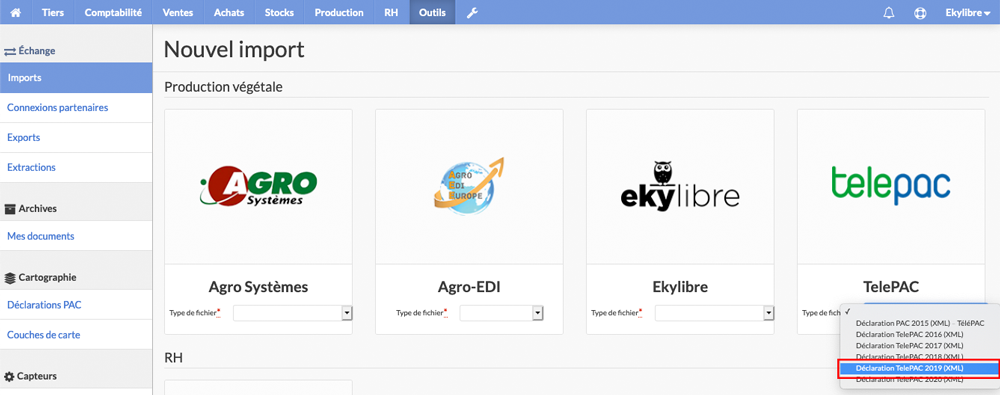 Tiers Comptabilité Ventes Achats Stocks Production RH Outils Ekylibre
Échange
Imports
Connexions partenaires
Exports
Extractions
Archives
Mes documents
Cartographie
Déclarations PAC
Couches de carte
Capteurs
Nouvel import
Production végétale
AGRO
Systèmes
AGRO
EDI
EUROPE
ekylibre
telepac
Agro Systèmes
Type de fichier*
Agro-EDI
Type de fichier*
Ekylibre
Type de fichier*
TelePAC
Type de fich
Déclaration PAC 2015 (XML) - TéléPAC
Déclaration TelePAC 2016 (XML)
Déclaration TelePAC 2017 (XML)
Déclaration TelePAC 2018 (XML)
Déclaration TelePAC 2019 (XML)
Déclaration TelePAC 2020 (XML)
RH